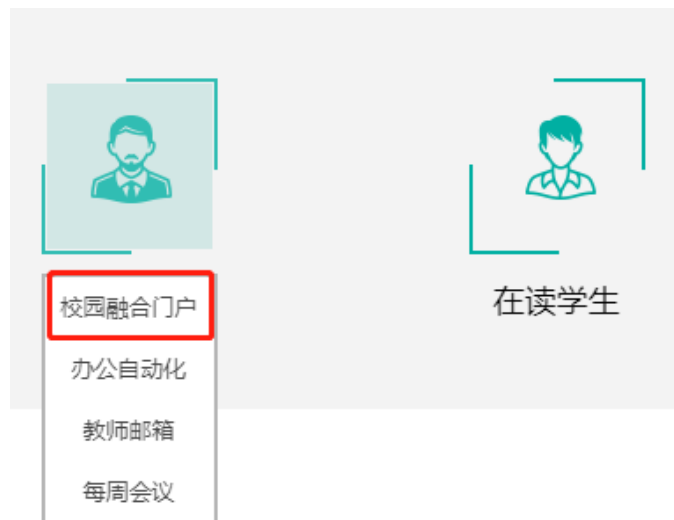 校园融合门户
在读学生
办公自动化
教师邮箱
每周会议